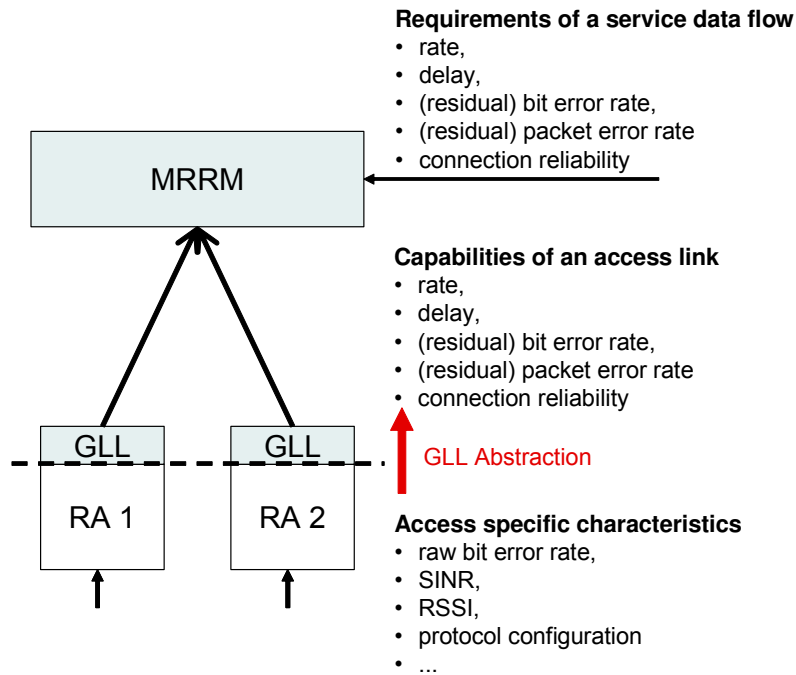 Requirements of a service data flow
• rate,
• delay,
• (residual) bit error rate,
• (residual) packet error rate
• connection reliability
MRRM
Capabilities of an access link
• rate,
• delay,
• (residual) bit error rate,
• (residual) packet error rate
• connection reliability
GLL
GLL
GLL Abstraction
RA 1
RA 2
Access specific characteristics
• raw bit error rate,
• SINR,
• RSSI,
• protocol configuration
• ...